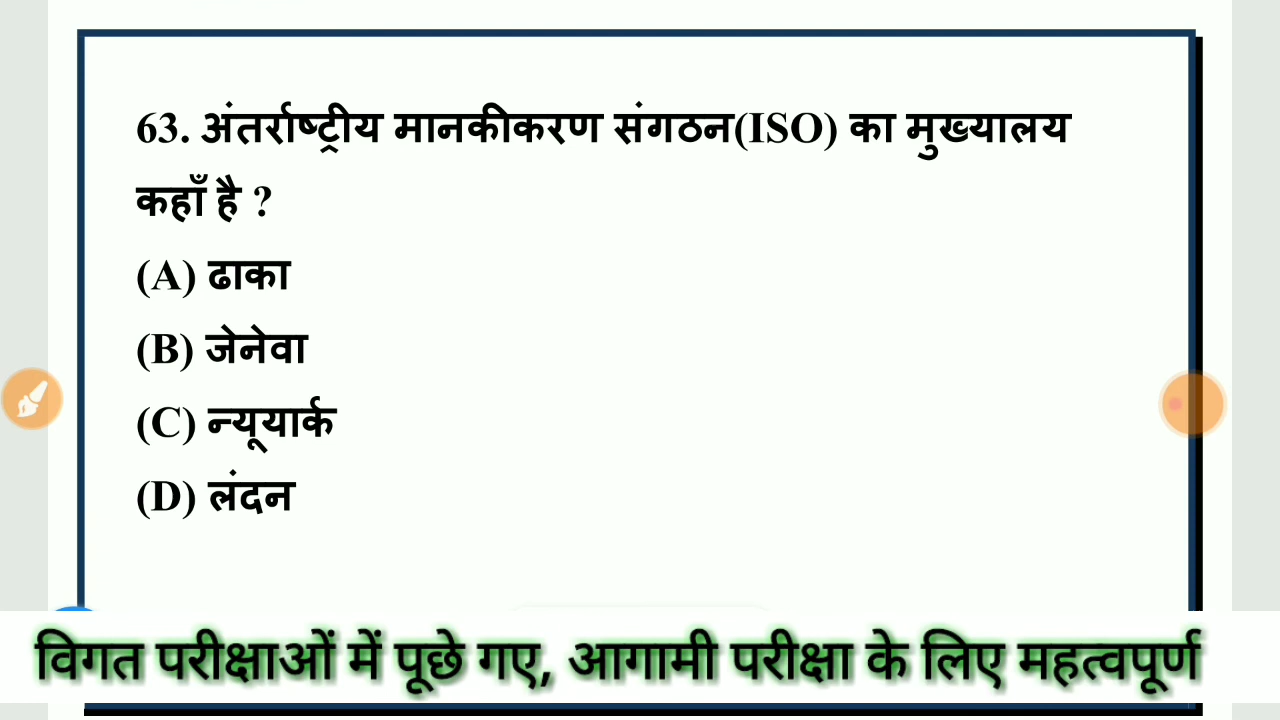 63. अंतर्राष्ट्रीय मानकीकरण संगठन(ISO) का मुख्यालय
कहाँ है ?
(A) ढाका
(B) जेनेवा
(C) न्यूयार्क
(D) लंदन
विगत परीक्षाओं में पूछे गए, आगामी परीक्षा के लिए महत्वपूर्ण